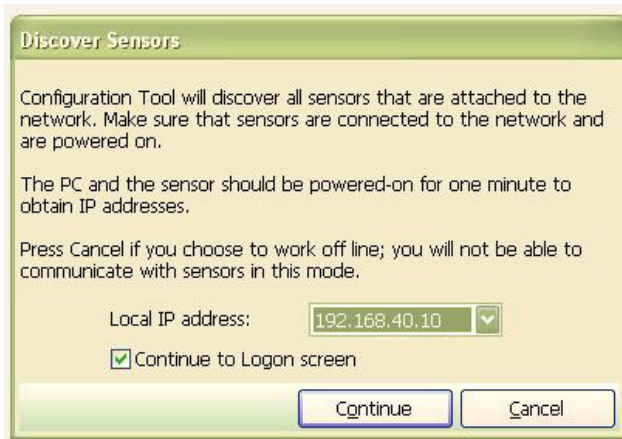 Discover Sensors
Configuration Tool will discover all sensors that are attached to the
network. Make sure that sensors are connected to the network and
are powered on.
The PC and the sensor should be powered-on for one minute to
obtain IP addresses.
Press Cancel if you choose to work off line; you will not be able to
communicate with sensors in this mode.
Local IP address: 192.168.40.10
Continue to Logon screen
Continue Cancel